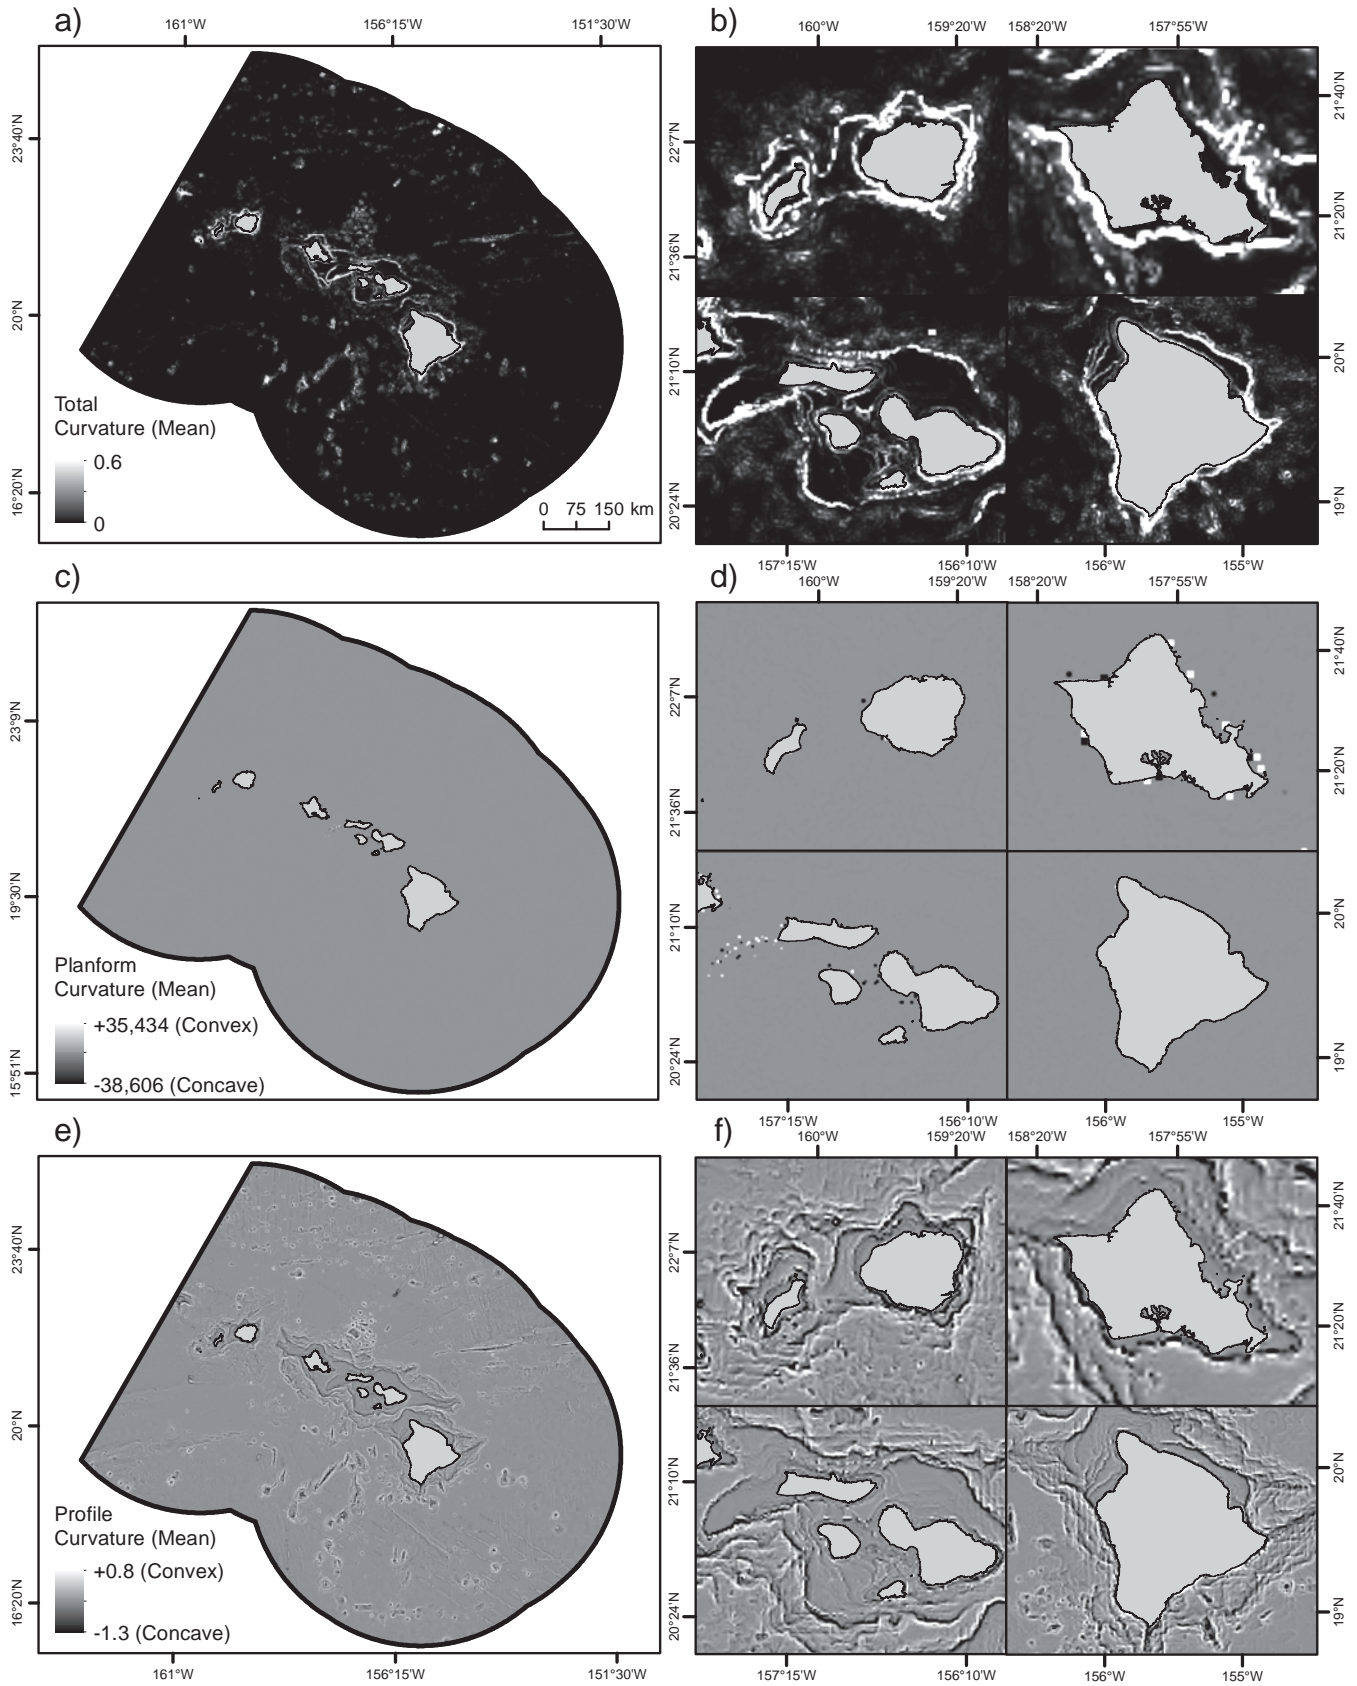 a)
161°W
156°15'W
151°30'W
23°40'N
20°N
16°20'N
Total
Curvature (Mean)
0.6
0
0 75 150 km
b)
160°W
159°20'W
158°20'W
157°55'W
22°7'N
21°36'N
21°10'N
20°24'N
21°40'N
21°20'N
20°N
19°N
157°15'W
156°10'W
156°W
155°W
c)
23°9'N
19°30'N
15°51'N
Planform
Curvature (Mean)
+35,434 (Convex)
-38,606 (Concave)
d)
160°W
159°20'W
158°20'W
157°55'W
22°7'N
21°36'N
21°10'N
20°24'N
21°40'N
21°20'N
20°N
19°N
157°15'W
156°10'W
156°W
155°W
e)
23°40'N
20°N
16°20'N
Profile
Curvature (Mean)
+0.8 (Convex)
-1.3 (Concave)
161°W
156°15'W
151°30'W
f)
160°W
159°20'W
158°20'W
157°55'W
22°7'N
21°36'N
21°10'N
20°24'N
21°40'N
21°20'N
20°N
19°N
157°15'W
156°10'W
156°W
155°W